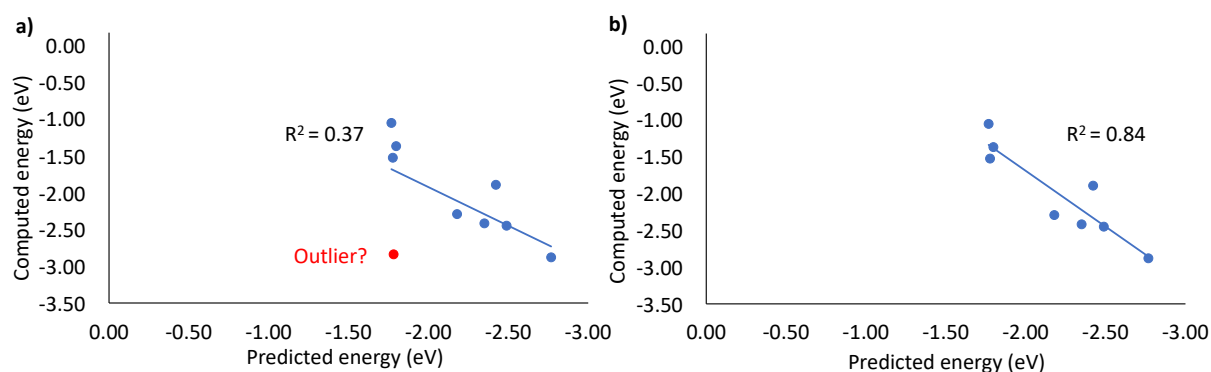 a)
0.00
-0.50
-1.00
-1.50
-2.00
-2.50
-3.00
-3.50
Computed energy (eV)
R² = 0.37
Outlier?
0.00 -0.50 -1.00 -1.50 -2.00 -2.50 -3.00
Predicted energy (eV)
b)
0.00
-0.50
-1.00
-1.50
-2.00
-2.50
-3.00
-3.50
Computed energy (eV)
R² = 0.84
0.00 -0.50 -1.00 -1.50 -2.00 -2.50 -3.00
Predicted energy (eV)